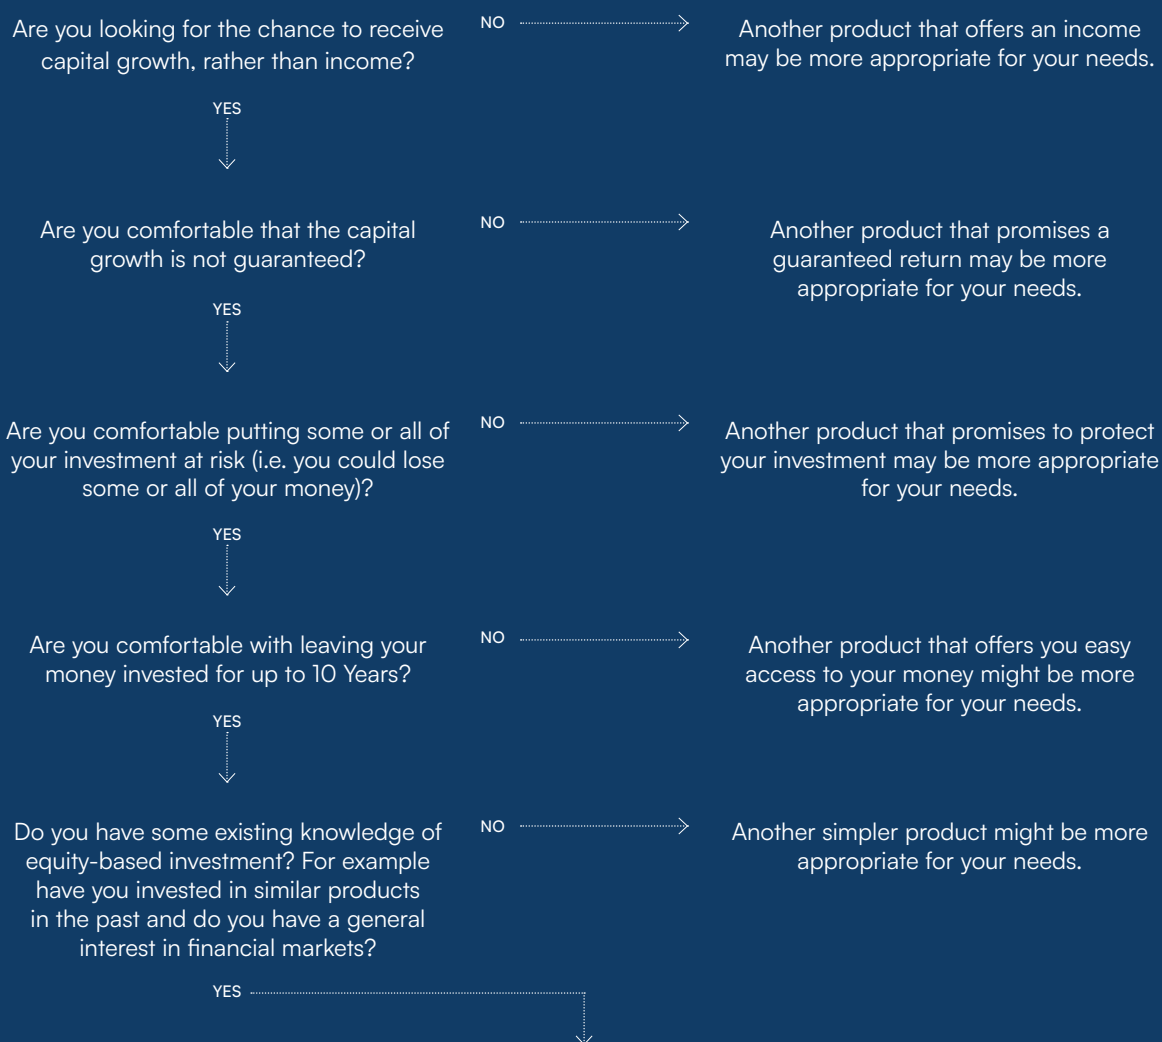 Are you looking for the chance to receive
capital growth, rather than income?
NO
Another product that offers an income
may be more appropriate for your needs.
YES
Are you comfortable that the capital
growth is not guaranteed?
NO
Another product that promises a
guaranteed return may be more
appropriate for your needs.
YES
Are you comfortable putting some or all of
your investment at risk (i.e. you could lose
some or all of your money)?
NO
Another product that promises to protect
your investment may be more appropriate
for your needs.
YES
Are you comfortable with leaving your
money invested for up to 10 Years?
NO
Another product that offers you easy
access to your money might be more
appropriate for your needs.
YES
Do you have some existing knowledge of
equity-based investment? For example
have you invested in similar products
in the past and do you have a general
interest in financial markets?
NO
Another simpler product might be more
appropriate for your needs.
YES